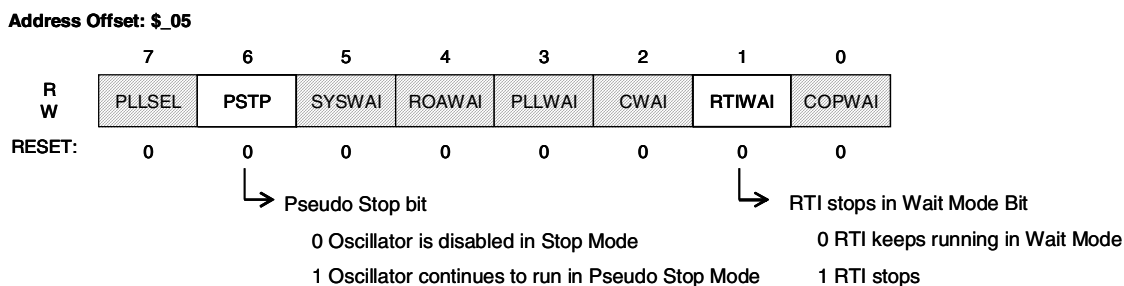 Address Offset: $_05
7 6 5 4 3 2 1 0
R
W
PLLSEL PSTP SYSWAI ROAWAI PLLWAI CWAI RTIWAI COPWAI
RESET: 0 0 0 0 0 0 0 0
Pseudo Stop bit
0 Oscillator is disabled in Stop Mode
1 Oscillator continues to run in Pseudo Stop Mode
RTI stops in Wait Mode Bit
0 RTI keeps running in Wait Mode
1 RTI stops